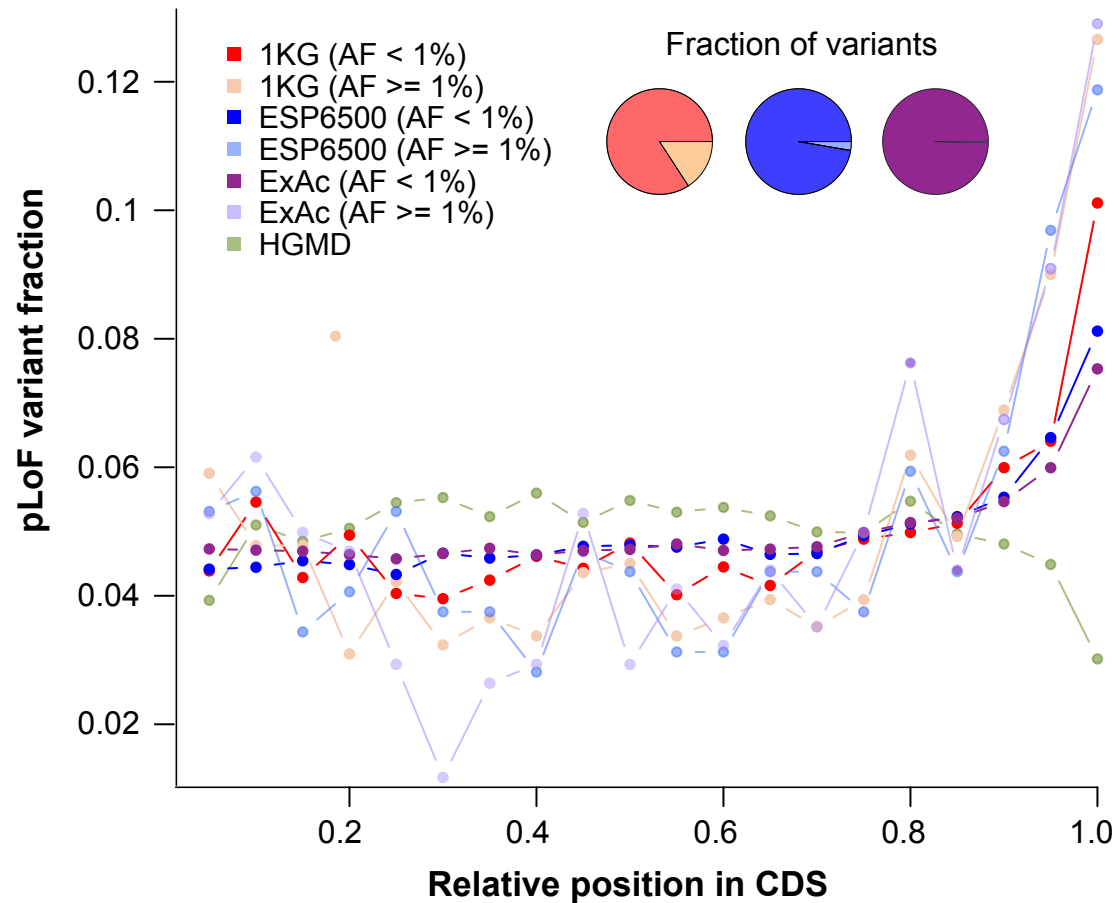 Fraction of variants
1KG (AF < 1%)
1KG (AF >= 1%)
ESP6500 (AF < 1%)
ESP6500 (AF >= 1%)
ExAc (AF < 1%)
ExAc (AF >= 1%)
HGMD
pLoF variant fraction
0.12
0.1
0.08
0.06
0.04
0.02
0.2 0.4 0.6 0.8 1.0
Relative position in CDS